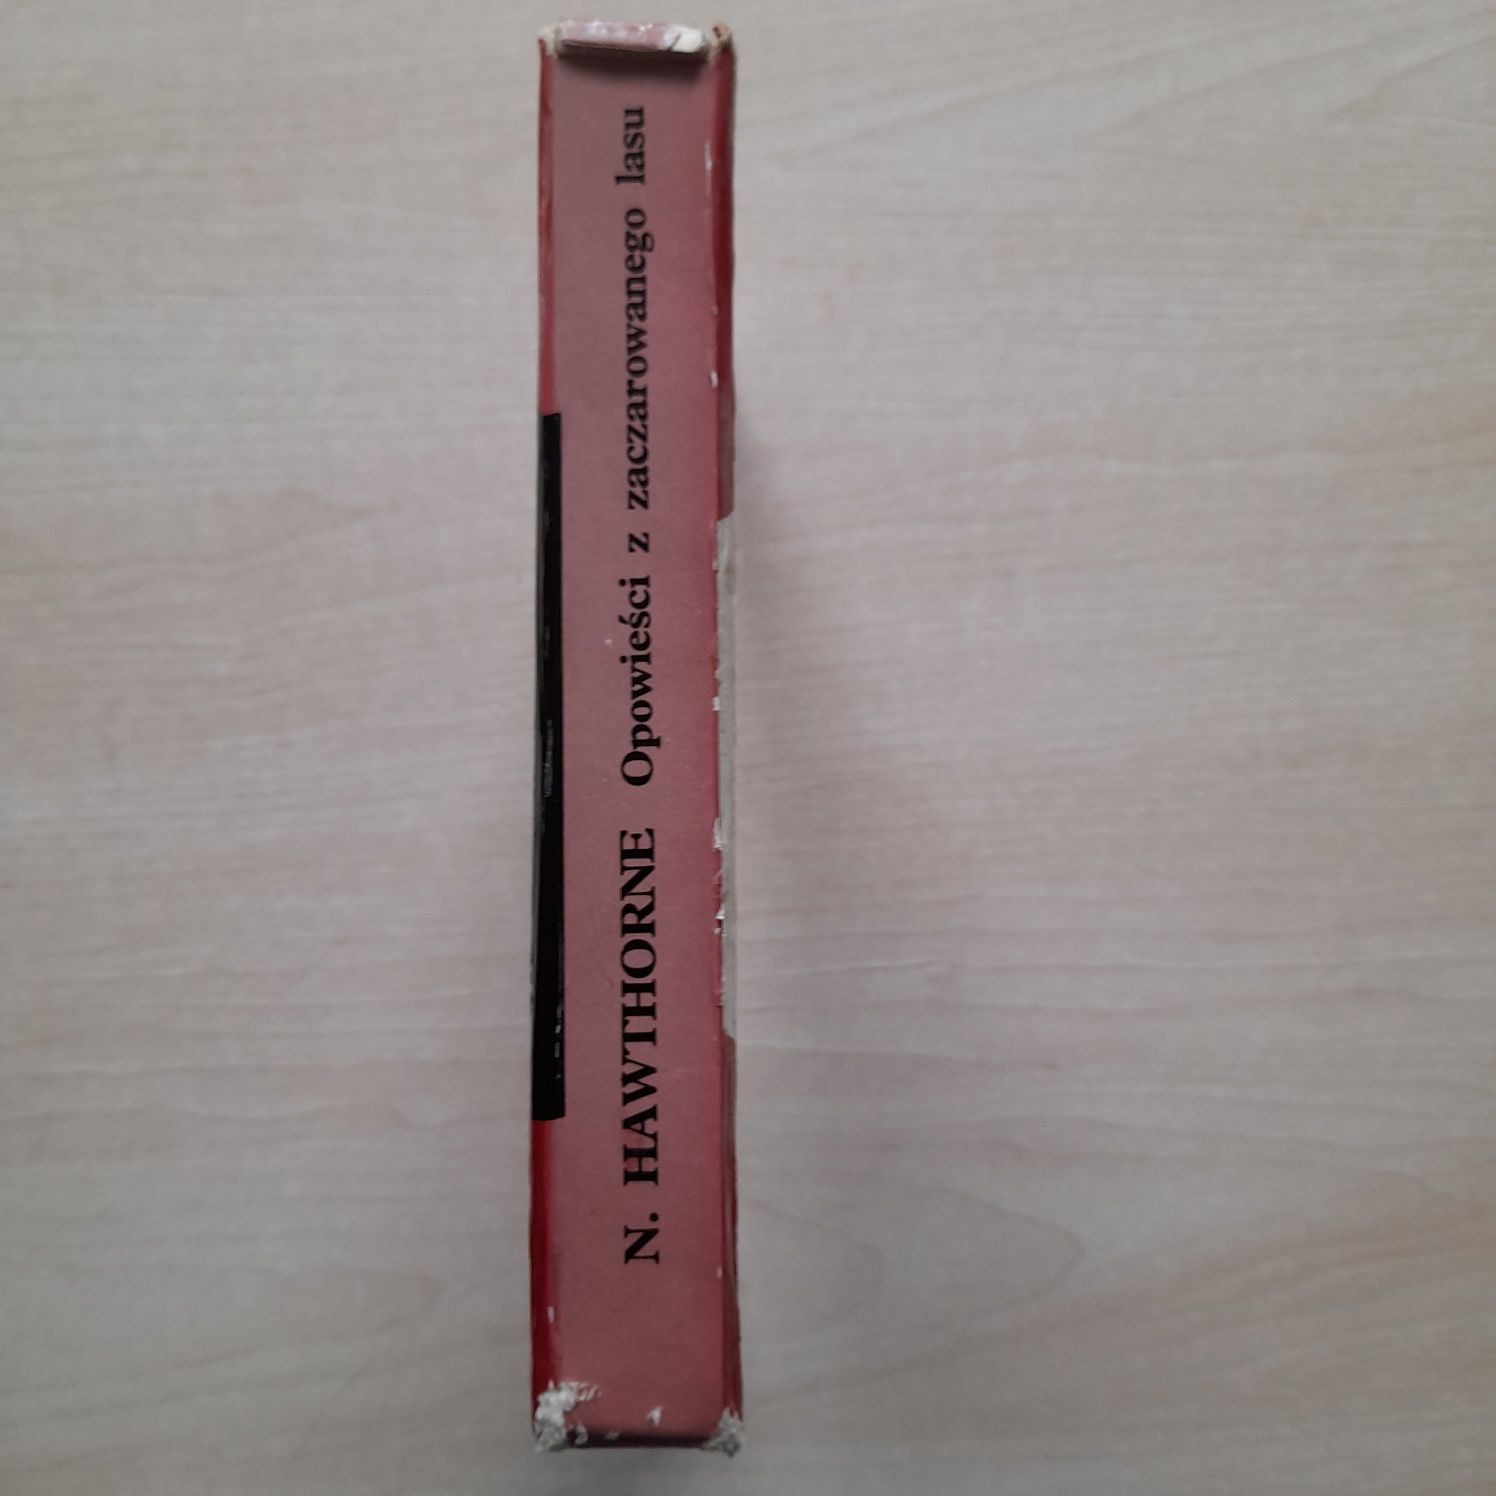 N. HAWTHORNE Opowieści z zaczarowanego lasu